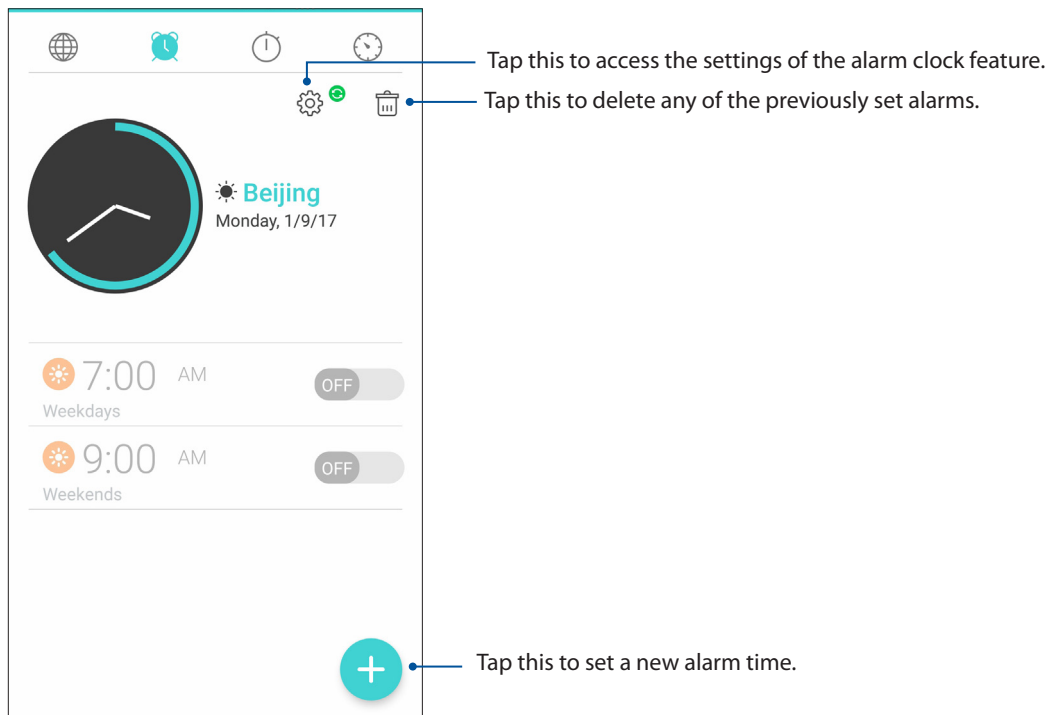 Tap this to access the settings of the alarm clock feature.
Tap this to delete any of the previously set alarms.
Beijing
Monday, 1/9/17
7:00 AM
OFF
Weekdays
9:00 AM
OFF
Weekends
Tap this to set a new alarm time.